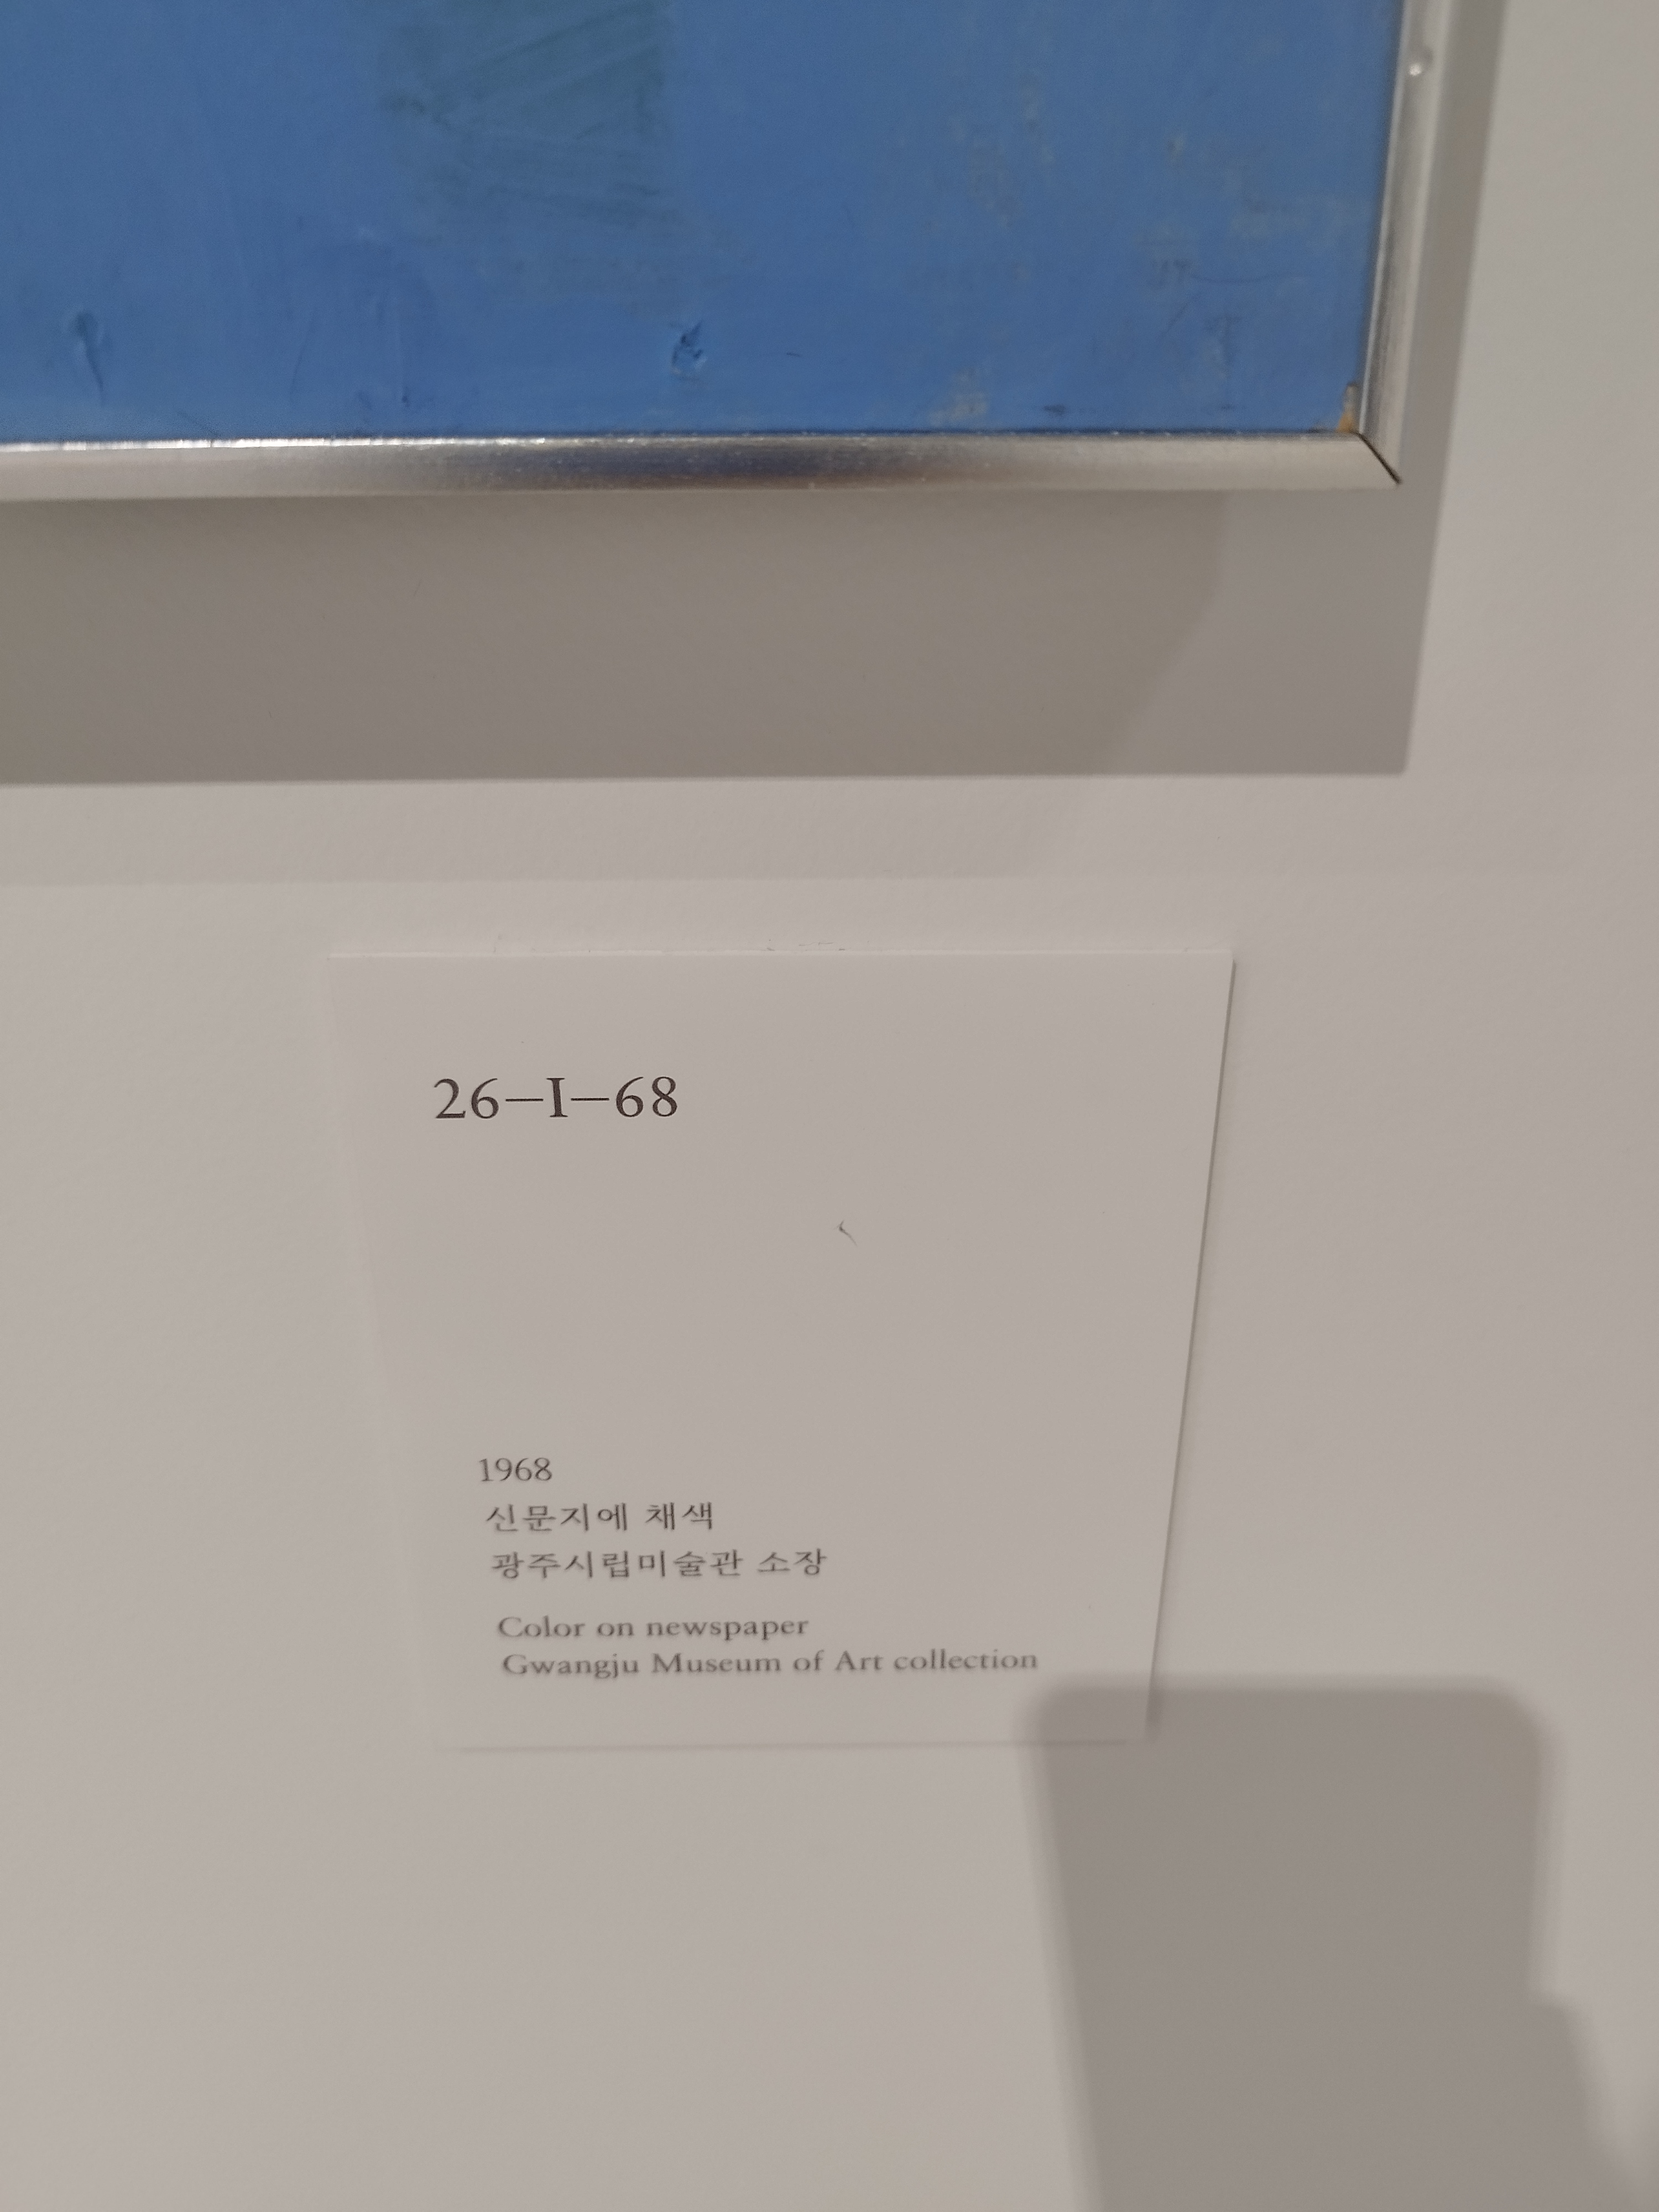 26–I–68
1968
신문지에 채색
광주시립미술관 소장
Color on newspaper
Gwangju Museum of Art collection